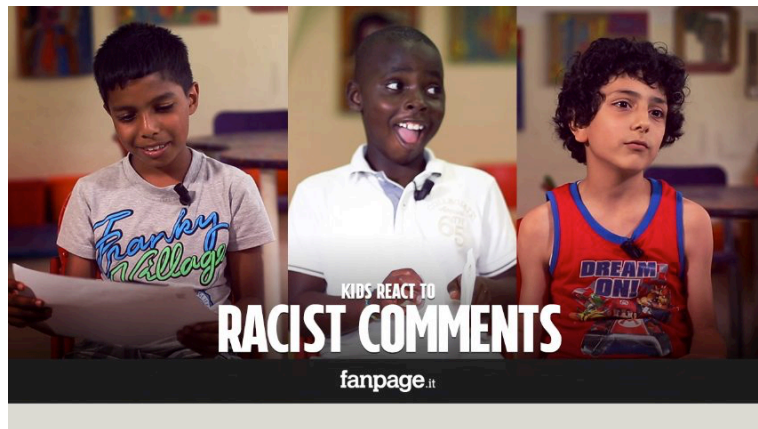 Franky
Village
DREAM
ON!
KIDS REACT TO
RACIST COMMENTS
fanpage.it